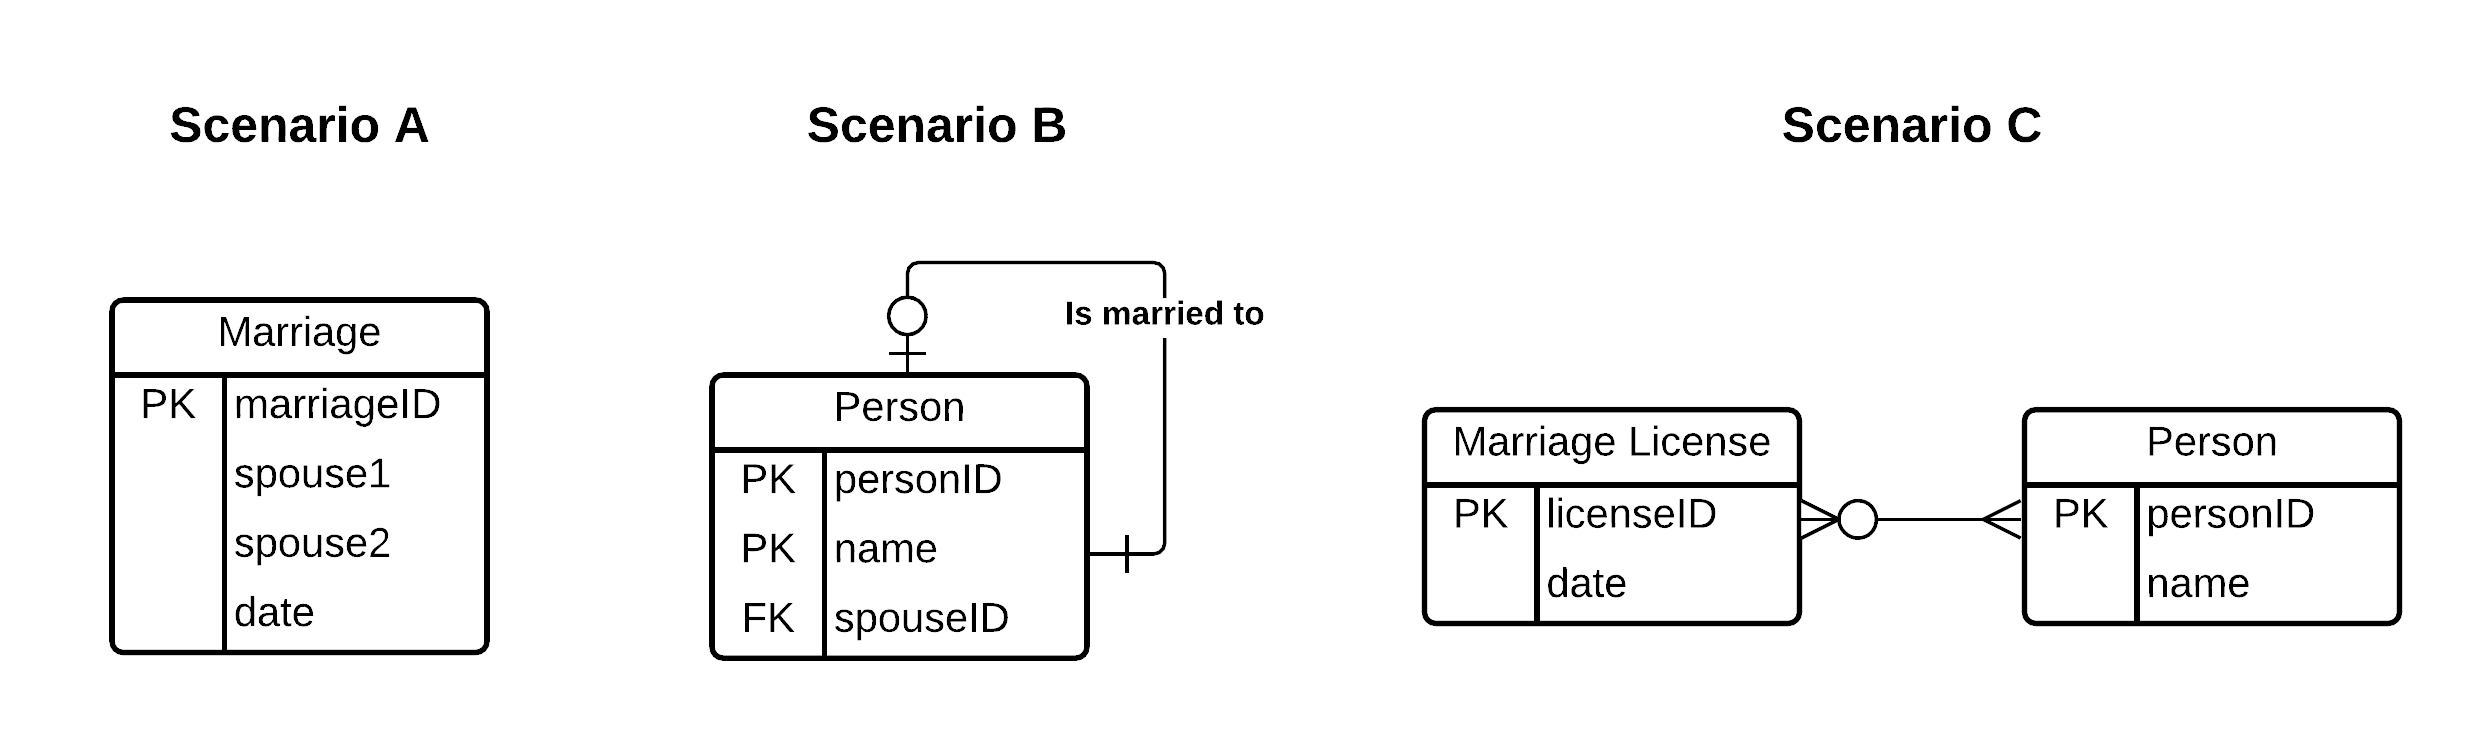 Scenario A
Marriage
PK marriageID
spouse1
spouse2
date
Scenario B
Is married to
Person
PK personID
PK name
FK spouseID
Scenario C
Marriage License
PK licenseID
date
Person
PK personID
name